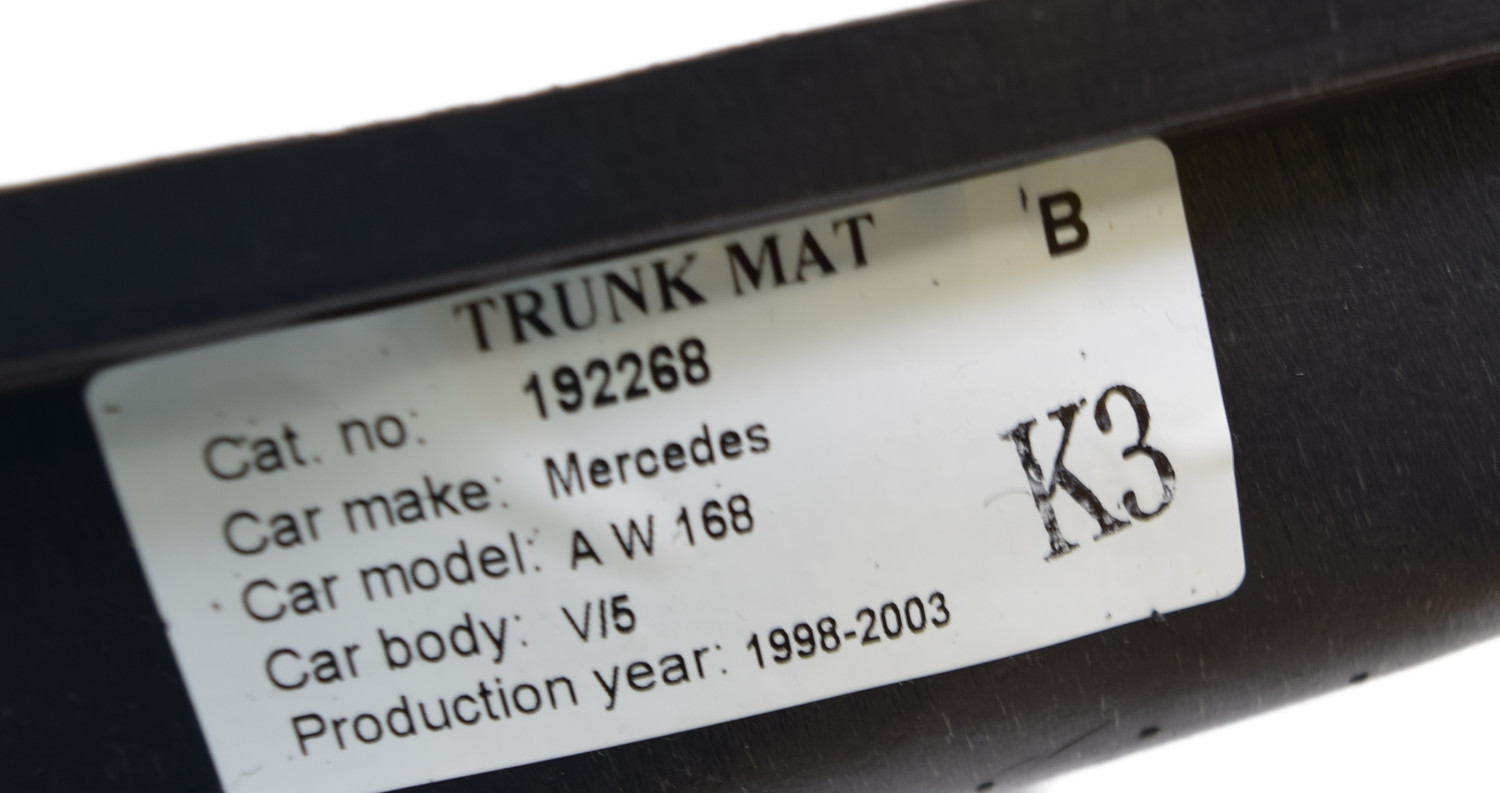 TRUNK MAT B
Cat. no: 192268
Car make: Mercedes
Car model: A W 168
K3
Car body: V/5
Production year: 1998-2003